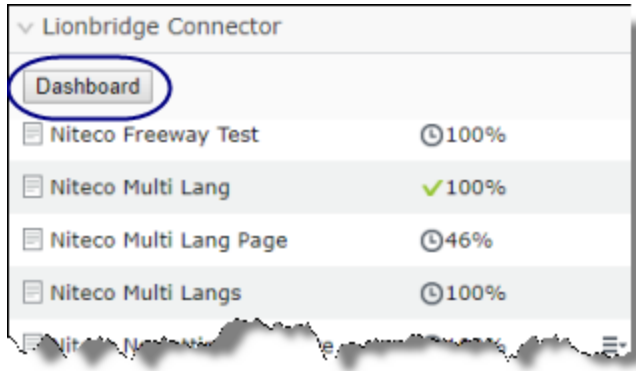 Lionbridge Connector
Dashboard
Niteco Freeway Test 100%
Niteco Multi Lang 100%
Niteco Multi Lang Page 46%
Niteco Multi Langs 100%